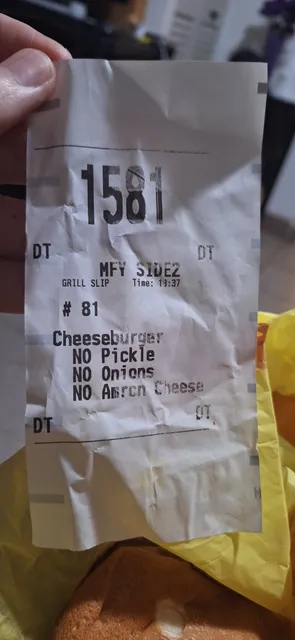 1581
DT DT
MFY SIDE2
GRILL SLIP Time: 19:37
# 81
Cheeseburger
NO Pickle
NO Onions
NO Amrcn Cheese
DT DT